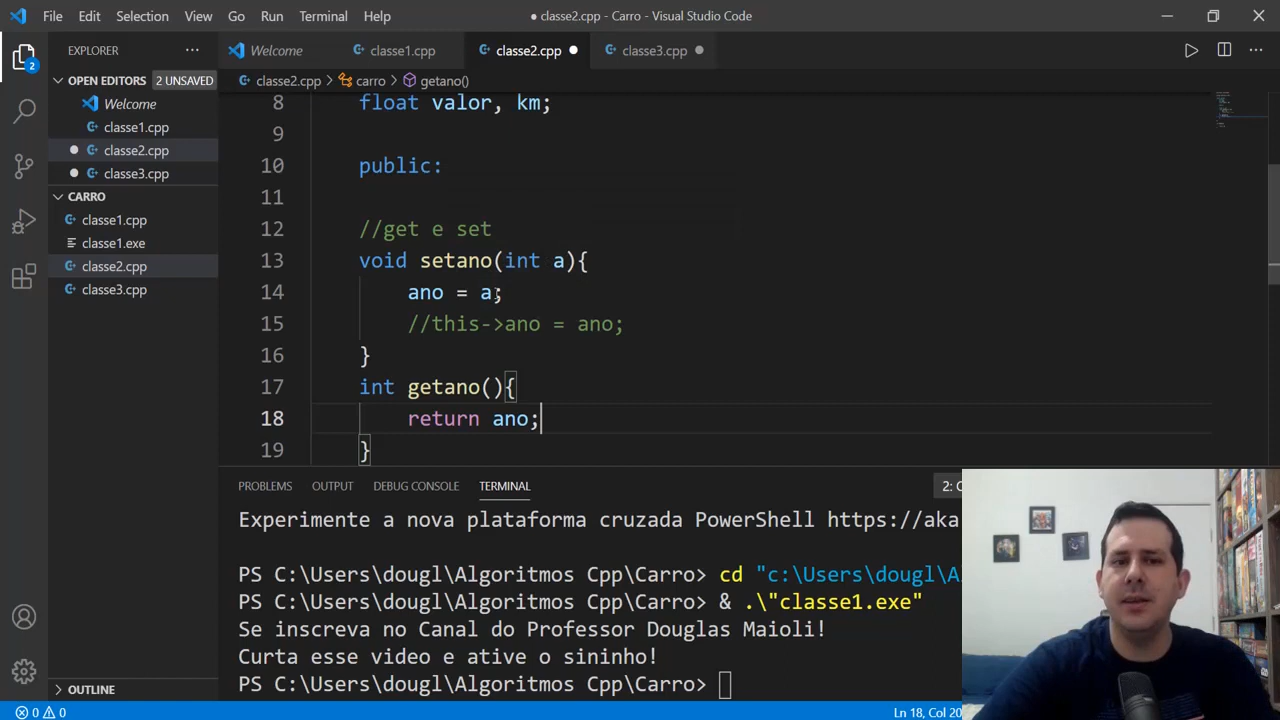 File Edit Selection View Go Run Terminal Help
● classe2.cpp - Carro - Visual Studio Code
EXPLORER
Welcome classe1.cpp classe2.cpp classe3.cpp
OPEN EDITORS 2 UNSAVED
classe2.cpp > carro > getano()
2
Welcome
classe1.cpp
classe2.cpp
classe3.cpp
CARRO
classe1.cpp
classe1.exe
classe2.cpp
classe3.cpp
OUTLINE
8 float valor, km;
9
10 public:
11
12 //get e set
13 void setano(int a){
14 ano = a;
15 //this->ano = ano;
16 }
17 int getano(){
18 return ano;
19 }
PROBLEMS OUTPUT DEBUG CONSOLE TERMINAL 2:
Experimente a nova plataforma cruzada PowerShell https://aka
PS C:\Users\dougl\Algoritmos Cpp\Carro> cd "c:\Users\dougl\A
PS C:\Users\dougl\Algoritmos Cpp\Carro> & .\"classe1.exe"
Se inscreva no Canal do Professor Douglas Maioli!
Curta esse video e ative o sininho!
PS C:\Users\dougl\Algoritmos Cpp\Carro>
0 0 Ln 18, Col 20